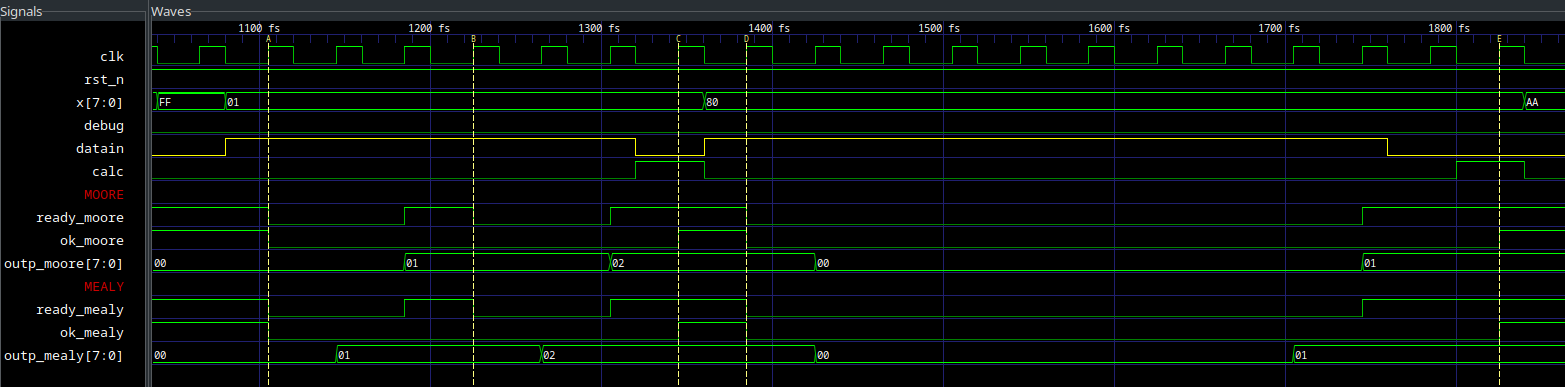 Signals Waves
1100 fs 1200 fs 1300 fs 1400 fs 1500 fs 1600 fs 1700 fs 1800 fs
A B C D E
clk
rst_n
x[7:0] FF 01 80 AA
debug
datain
calc
MOORE
ready_moore
ok_moore
outp_moore[7:0] 00 01 02 00 01
MEALY
ready_mealy
ok_mealy
outp_mealy[7:0] 00 01 02 00 01